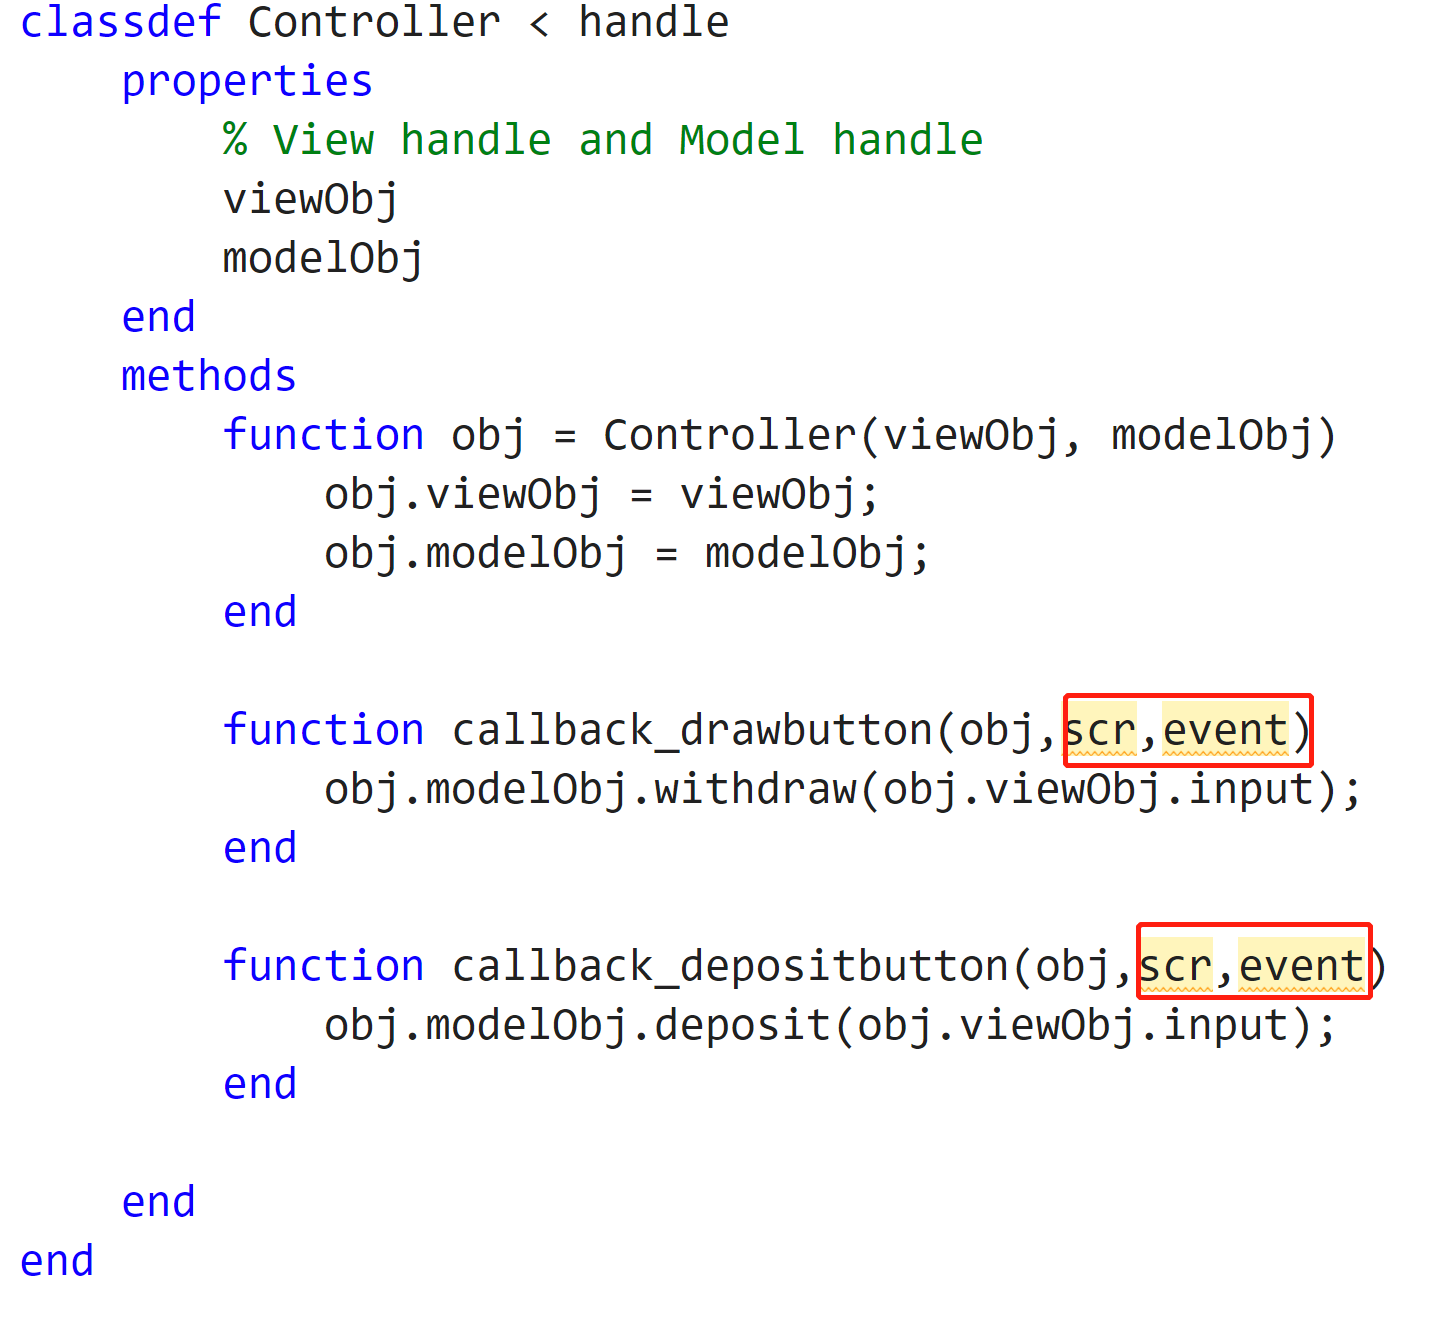 classdef Controller < handle
    properties
        % View handle and Model handle
        viewObj
        modelObj
    end
    methods
        function obj = Controller(viewObj, modelObj)
            obj.viewObj = viewObj;
            obj.modelObj = modelObj;
        end

        function callback_drawbutton(obj,scr,event)
            obj.modelObj.withdraw(obj.viewObj.input);
        end

        function callback_depositbutton(obj,scr,event)
            obj.modelObj.deposit(obj.viewObj.input);
        end

    end
end